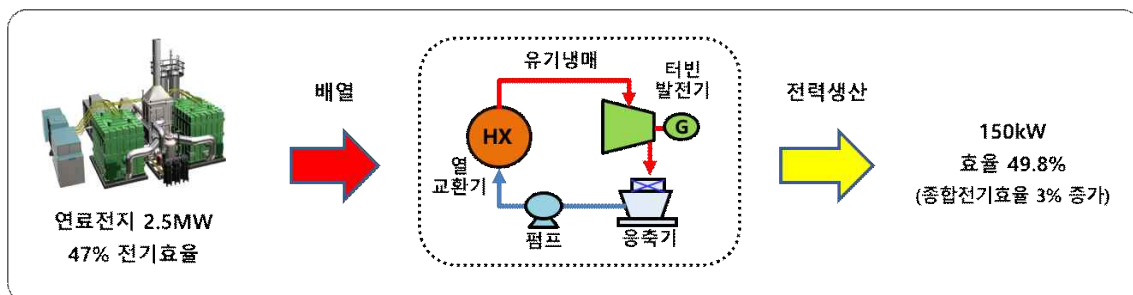 연료전지 2.5MW
47% 전기효율
배열
유기냉매
터빈
발전기
HX
G
열
교환기
펌프
응축기
전력생산
150kW
효율 49.8%
(종합전기효율 3% 증가)